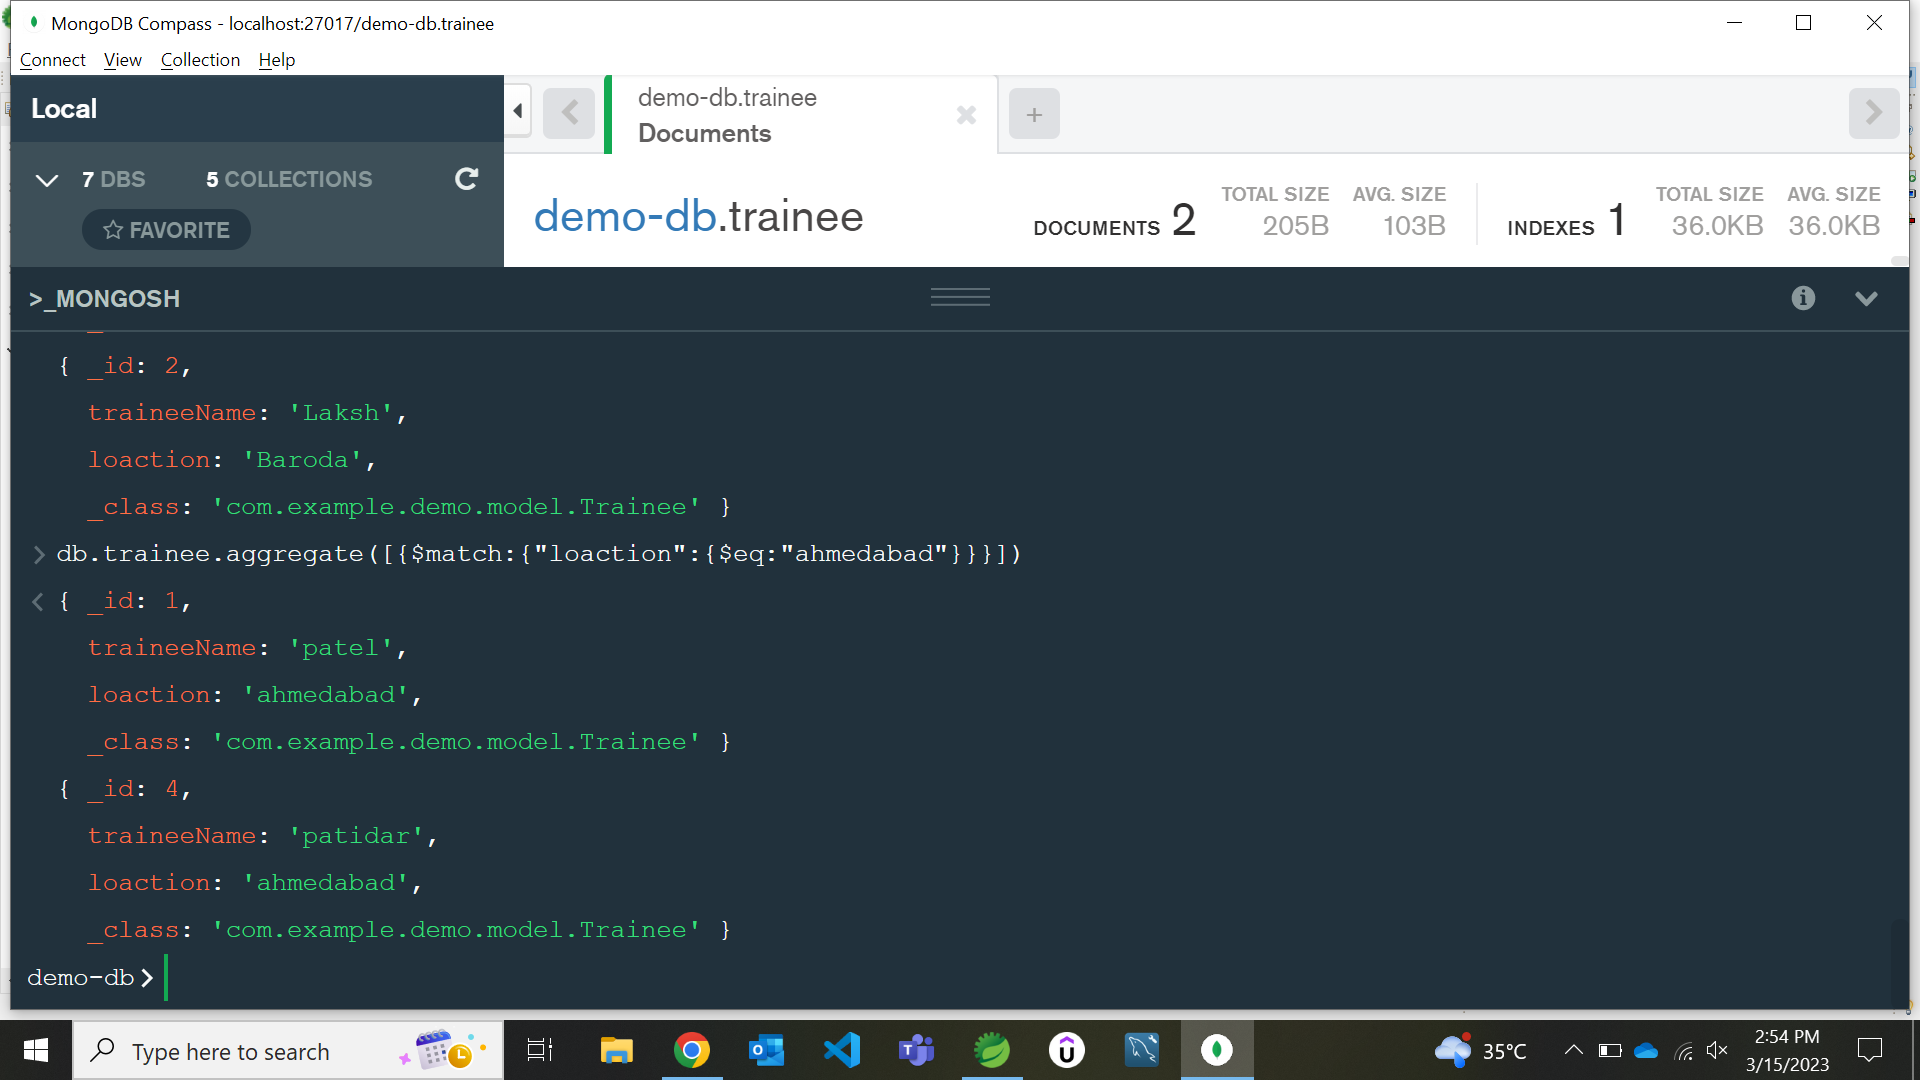 MongoDB Compass - localhost:27017/demo-db.trainee
Connect View Collection Help
Local
demo-db.trainee
Documents
7 DBS 5 COLLECTIONS
FAVORITE
demo-db.trainee
DOCUMENTS 2
TOTAL SIZE AVG. SIZE
205B 103B
INDEXES 1
TOTAL SIZE AVG. SIZE
36.0KB 36.0KB
>_MONGOSH
{ _id: 2,
traineeName: 'Laksh',
loaction: 'Baroda',
_class: 'com.example.demo.model.Trainee' }
> db.trainee.aggregate([{$match:{"loaction":{$eq:"ahmedabad"}}}])
< { _id: 1,
traineeName: 'patel',
loaction: 'ahmedabad',
_class: 'com.example.demo.model.Trainee' }
{ _id: 4,
traineeName: 'patidar',
loaction: 'ahmedabad',
_class: 'com.example.demo.model.Trainee' }
demo-db >
Type here to search
35°C
2:54 PM
3/15/2023